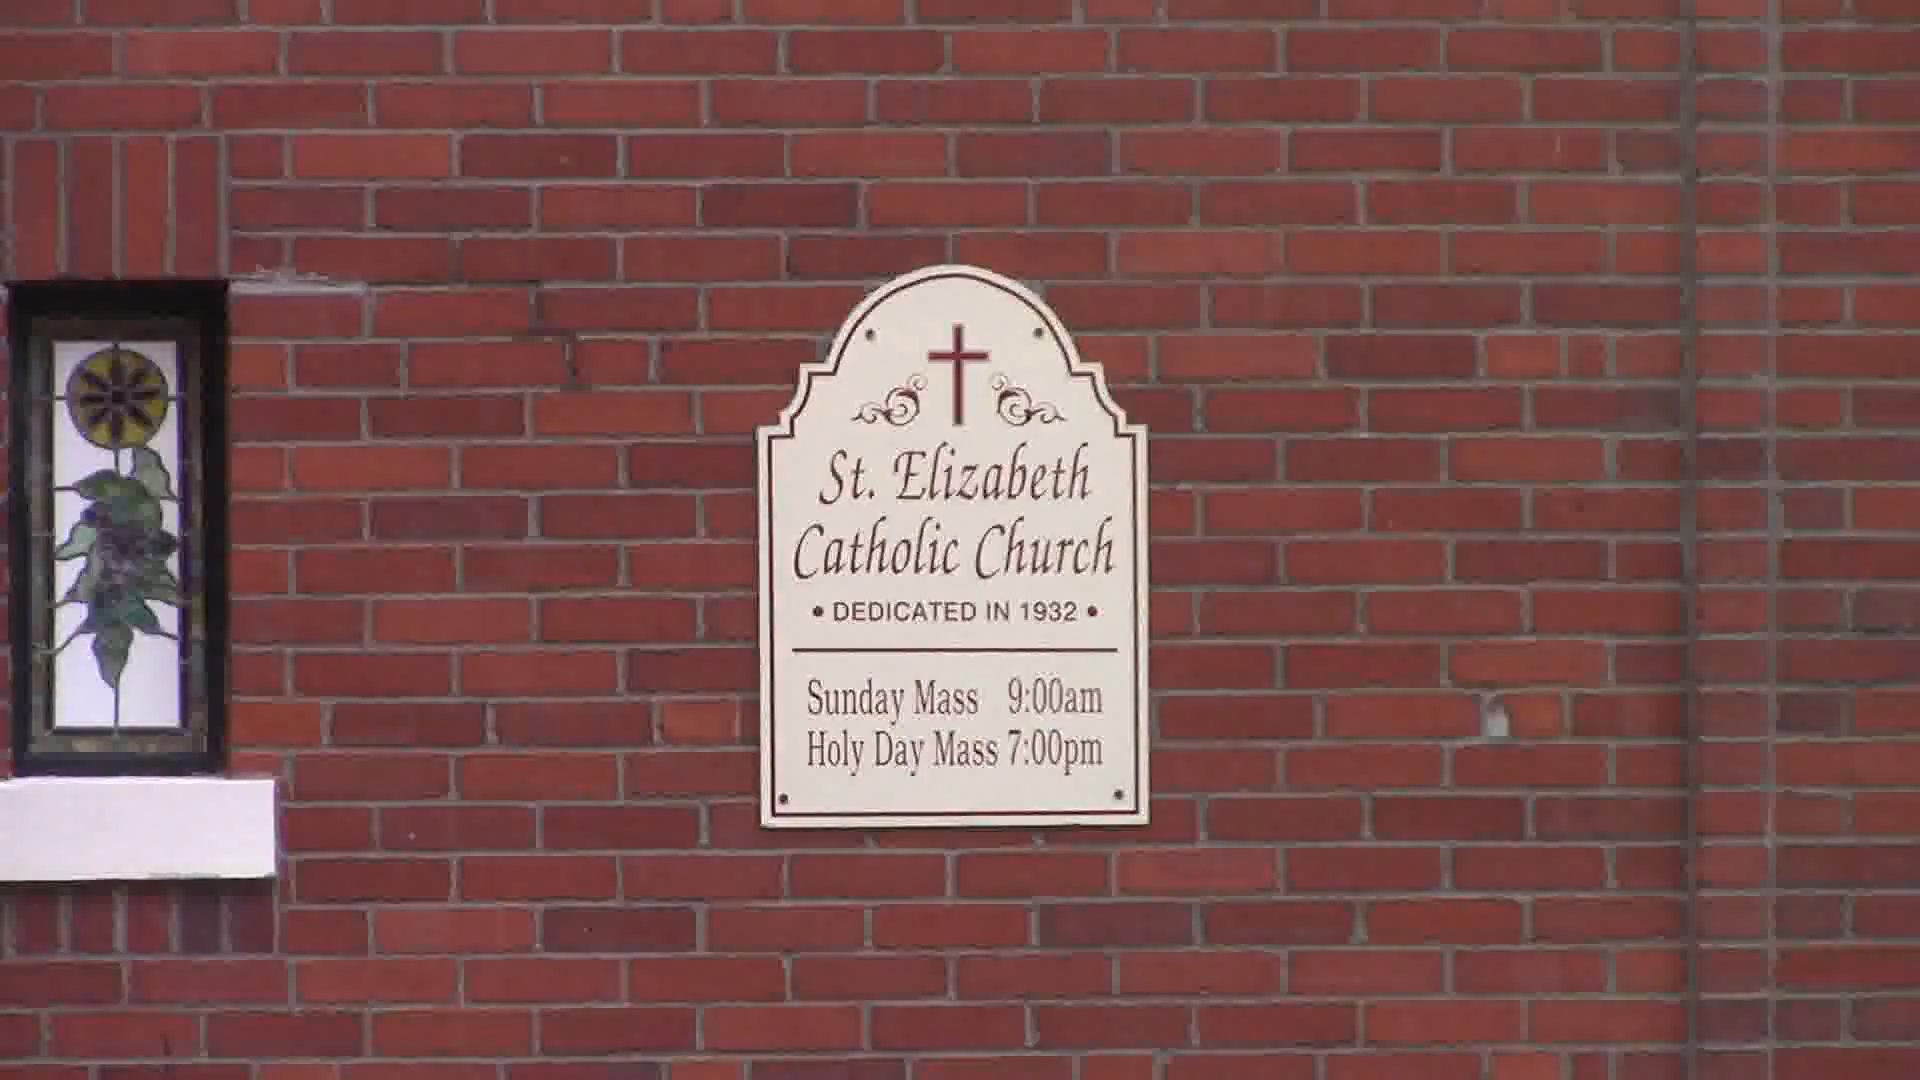 St. Elizabeth
Catholic Church
• DEDICATED IN 1932 •
Sunday Mass 9:00am
Holy Day Mass 7:00pm